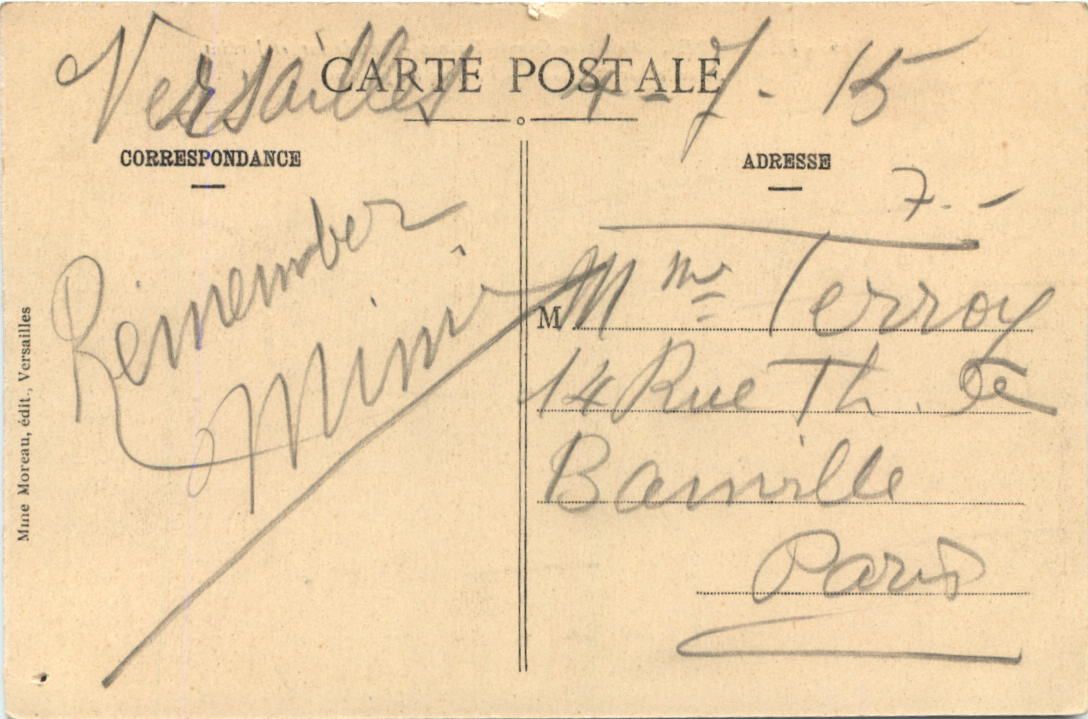 Versailles 4-7-15
CARTE POSTALE
CORRESPONDANCE
ADRESSE
7.-
Remember
Mimi
M Mme Terroy
14 Rue Th. de
Banville
Paris
Mme Moreau, édit., Versailles